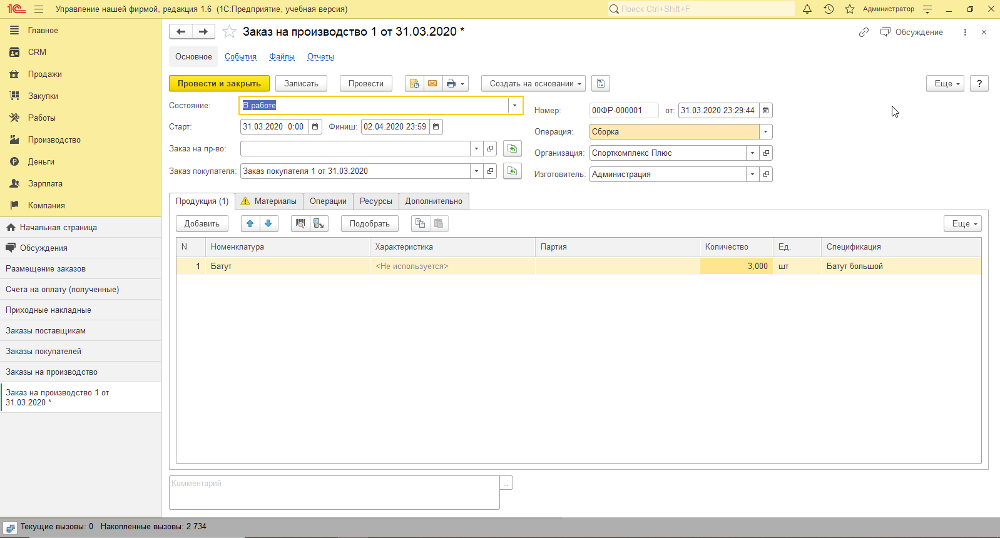 1С Управление нашей фирмой, редакция 1.6 (1С:Предприятие, учебная версия)
Поиск Ctrl+Shift+F
Администратор
Главное
CRM
Продажи
Закупки
Работы
Производство
Деньги
Зарплата
Компания
Начальная страница
Обсуждения
Размещение заказов
Счета на оплату (полученные)
Приходные накладные
Заказы поставщикам
Заказы покупателей
Заказы на производство
Заказ на производство 1 от
31.03.2020 *
Заказ на производство 1 от 31.03.2020 *
Обсуждение
Основное События Файлы Отчеты
Провести и закрыть Записать Провести Создать на основании Еще ?
Состояние: В работе
Номер: 00ФР-000001 от: 31.03.2020 23:29:44
Старт: 31.03.2020 0:00 Финиш: 02.04.2020 23:59
Операция: Сборка
Заказ на пр-во:
Организация: Спорткомплекс Плюс
Заказ покупателя: Заказ покупателя 1 от 31.03.2020
Изготовитель: Администрация
Продукция (1) Материалы Операции Ресурсы Дополнительно
Добавить Подобрать Еще
N Номенклатура Характеристика Партия Количество Ед. Спецификация
1 Батут <Не используется> 3,000 шт Батут большой
Комментарий
...
Текущие вызовы: 0 Накопленные вызовы: 2 734